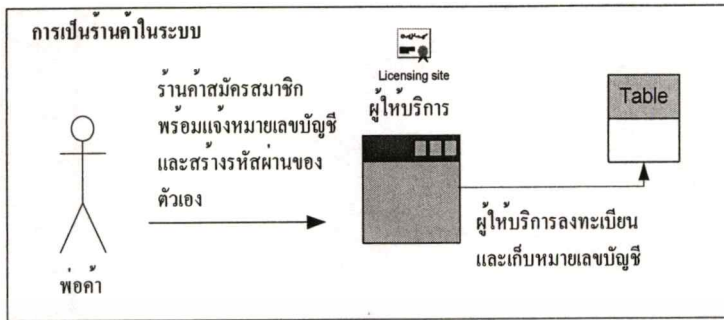 การเป็นร้านค้าในระบบ
ร้านค้าสมัครสมาชิก
พร้อมแจ้งหมายเลขบัญชี
และสร้างรหัสผ่านของ
ตัวเอง
พ่อค้า
Licensing site
ผู้ให้บริการ
Table
ผู้ให้บริการลงทะเบียน
และเก็บหมายเลขบัญชี